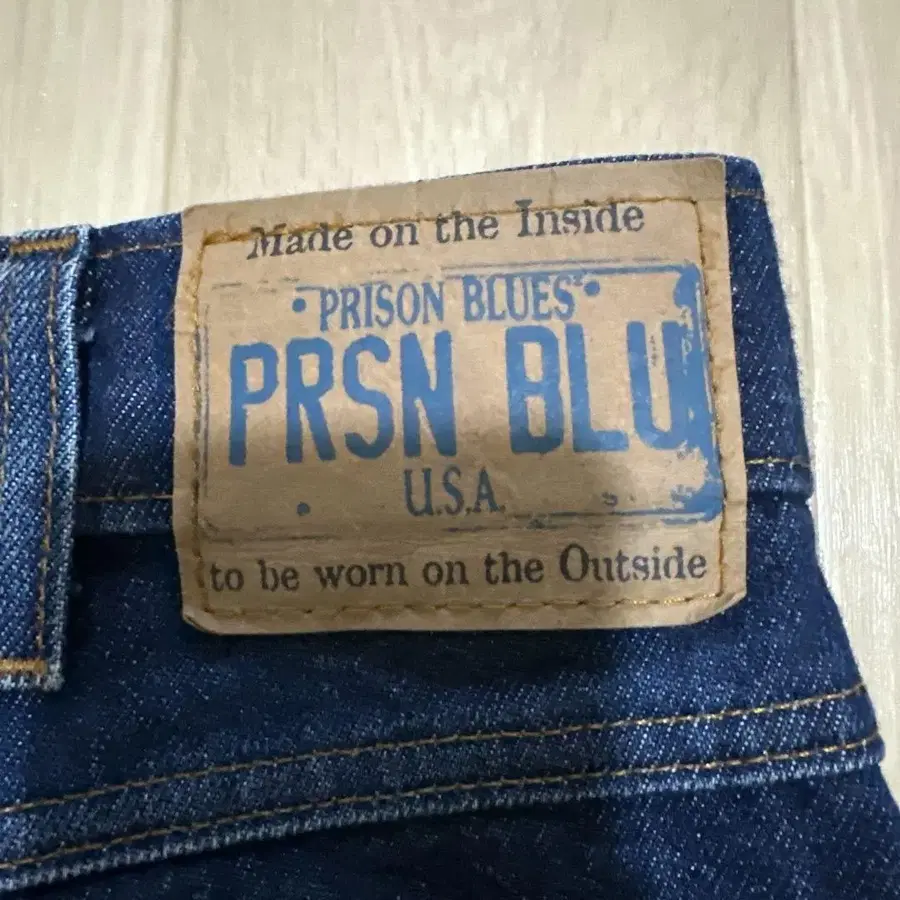 Made on the Inside
PRISON BLUES
PRSN BLU
U.S.A.
to be worn on the Outside